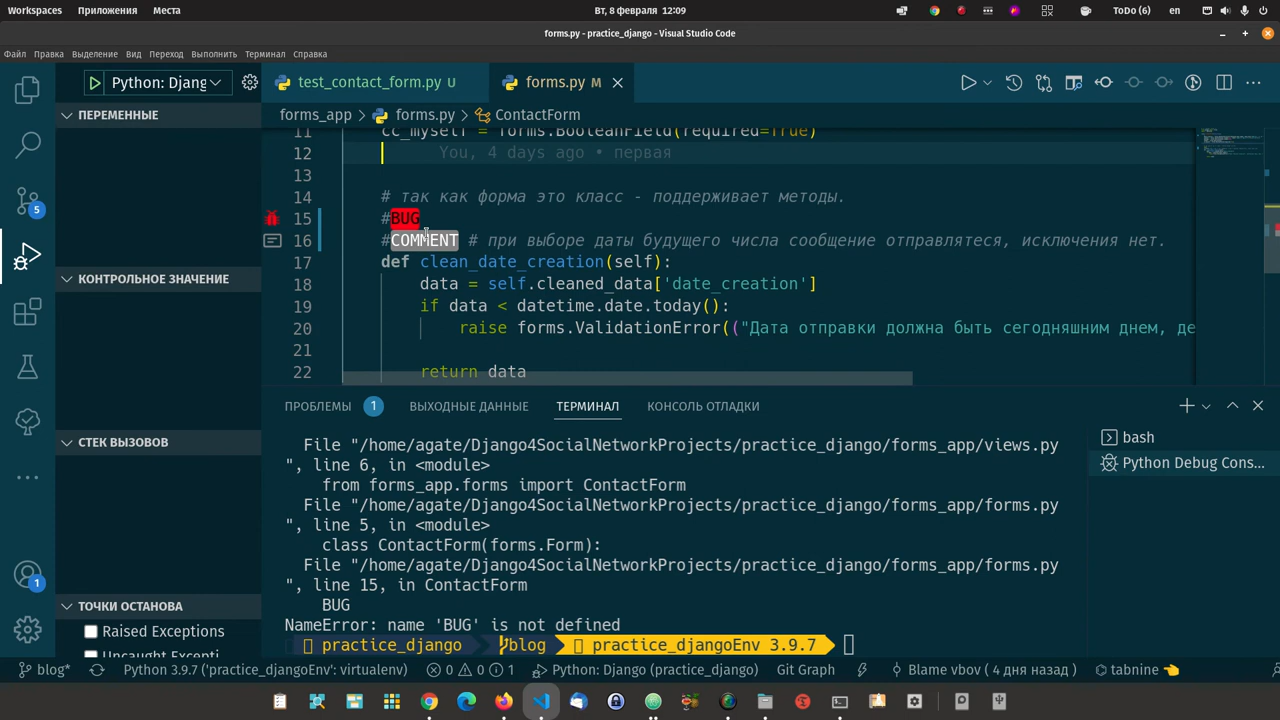 Workspaces Приложения Места Вт, 8 февраля 12:09 ToDo (6) en
forms.py - practice_django - Visual Studio Code
Файл Правка Выделение Вид Переход Выполнить Терминал Справка
Python: Djang test_contact_form.py U forms.py M
ПЕРЕМЕННЫЕ
forms_app > forms.py > ContactForm
11 cc_myself = forms.BooleanField(required=True)
12 You, 4 days ago • первая
13
14 # так как форма это класс - поддерживает методы.
15 #BUG
16 #COMMENT # при выборе даты будущего числа сообщение отправлятеся, исключения нет.
17 def clean_date_creation(self):
18 data = self.cleaned_data['date_creation']
19 if data < datetime.date.today():
20 raise forms.ValidationError(("Дата отправки должна быть сегодняшним днем, де
21
22 return data
5
КОНТРОЛЬНОЕ ЗНАЧЕНИЕ
СТЕК ВЫЗОВОВ
1
ТОЧКИ ОСТАНОВА
Raised Exceptions
Uncaught Excepti
ПРОБЛЕМЫ 1 ВЫХОДНЫЕ ДАННЫЕ ТЕРМИНАЛ КОНСОЛЬ ОТЛАДКИ
File "/home/agate/Django4SocialNetworkProjects/practice_django/forms_app/views.py
", line 6, in <module>
from forms_app.forms import ContactForm
File "/home/agate/Django4SocialNetworkProjects/practice_django/forms_app/forms.py
", line 5, in <module>
class ContactForm(forms.Form):
File "/home/agate/Django4SocialNetworkProjects/practice_django/forms_app/forms.py
", line 15, in ContactForm
BUG
NameError: name 'BUG' is not defined
practice_django blog practice_djangoEnv 3.9.7
bash
Python Debug Cons...
blog* Python 3.9.7 ('practice_djangoEnv': virtualenv) 0 0 1 Python: Django (practice_django) Git Graph Blame vbov ( 4 дня назад ) tabnine